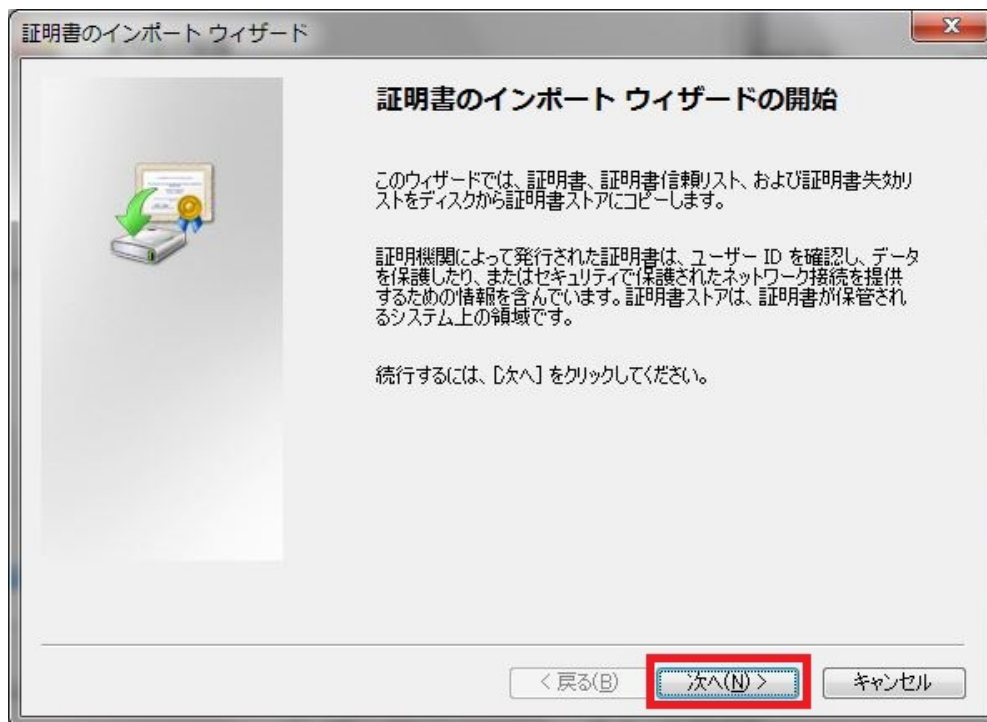 証明書のインポート ウィザード
証明書のインポート ウィザードの開始
このウィザードでは、証明書、証明書信頼リスト、および証明書失効リ
ストをディスクから証明書ストアにコピーします。
証明機関によって発行された証明書は、ユーザー ID を確認し、データ
を保護したり、またはセキュリティで保護されたネットワーク接続を提供
するための情報を含んでいます。証明書ストアは、証明書が保管され
るシステム上の領域です。
続行するには、[次へ] をクリックしてください。
< 戻る(B) 次へ(N) > キャンセル